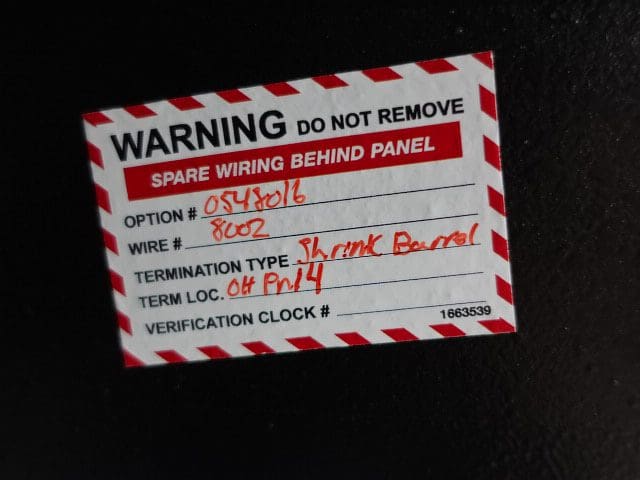 WARNING DO NOT REMOVE
SPARE WIRING BEHIND PANEL
OPTION # 0548016
WIRE # 8002
TERMINATION TYPE Shrink Barrel
TERM LOC. OH Pnl 4
VERIFICATION CLOCK #
1663539